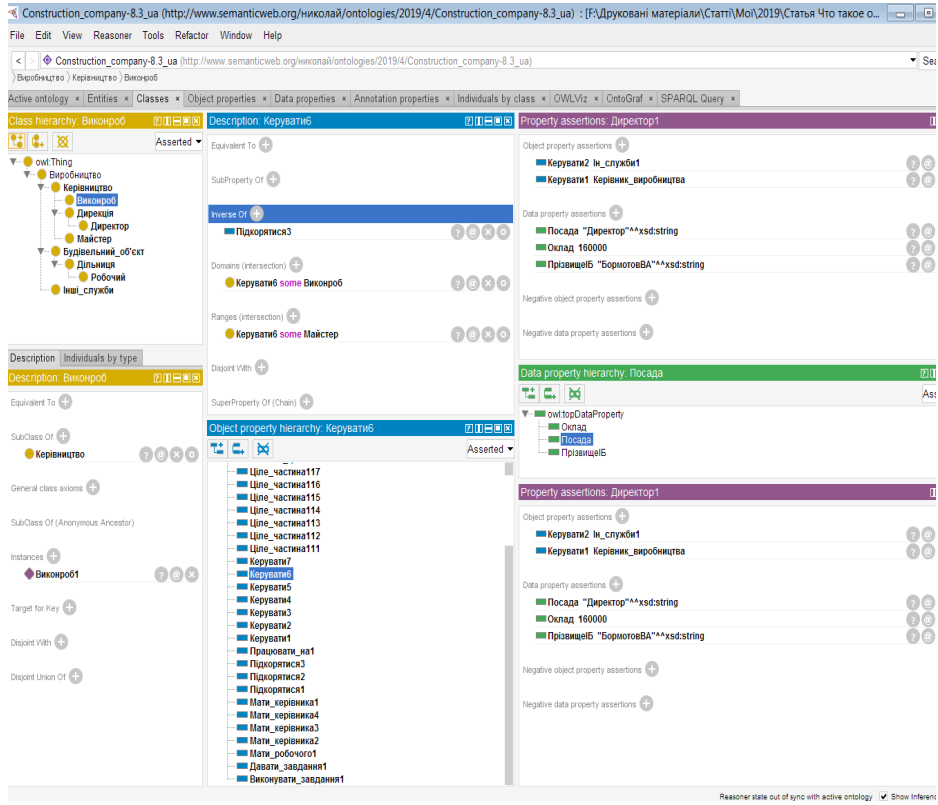 Construction_company-8.3_ua (http://www.semanticweb.org/николай/ontologies/2019/4/Construction_company-8.3_ua) : [F:\Друковані матеріали\Статті\Мої\2019\Статья Что такое о...
File Edit View Reasoner Tools Refactor Window Help
< > Construction_company-8.3_ua (http://www.semanticweb.org/николай/ontologies/2019/4/Construction_company-8.3_ua) Sea
Виробництво Керівництво Виконроб
Active ontology × Entities × Classes × Object properties × Data properties × Annotation properties × Individuals by class × OWLViz × OntoGraf × SPARQL Query ×
Class hierarchy: Виконроб
Asserted
owl:Thing
Виробництво
Керівництво
Виконроб
Дирекція
Директор
Майстер
Будівельний_об'єкт
Дільниця
Робочий
Інші_служби
Description Individuals by type
Description: Виконроб
Equivalent To
SubClass Of
Керівництво
General class axioms
SubClass Of (Anonymous Ancestor)
Instances
Виконроб1
Target for Key
Disjoint With
Disjoint Union Of
Description: Керувати6
Equivalent To
SubProperty Of
Inverse Of
Підкорятися3
Domains (intersection)
Керувати6 some Виконроб
Ranges (intersection)
Керувати6 some Майстер
Disjoint With
SuperProperty Of (Chain)
Object property hierarchy: Керувати6
Asserted
Ціле_частина117
Ціле_частина116
Ціле_частина115
Ціле_частина114
Ціле_частина113
Ціле_частина112
Ціле_частина111
Керувати7
Керувати6
Керувати5
Керувати4
Керувати3
Керувати2
Керувати1
Працювати_на1
Підкорятися3
Підкорятися2
Підкорятися1
Мати_керівника1
Мати_керівника4
Мати_керівника3
Мати_керівника2
Мати_робочого1
Давати_завдання1
Виконувати_завдання1
Property assertions: Директор1
Object property assertions
Керувати2 Ін_служби1
Керувати1 Керівник_виробництва
Data property assertions
Посада "Директор"^^xsd:string
Оклад 160000
ПрізвищеІБ "БормотовВА"^^xsd:string
Negative object property assertions
Negative data property assertions
Data property hierarchy: Посада
Ass
owl:topDataProperty
Оклад
Посада
ПрізвищеІБ
Property assertions: Директор1
Object property assertions
Керувати2 Ін_служби1
Керувати1 Керівник_виробництва
Data property assertions
Посада "Директор"^^xsd:string
Оклад 160000
ПрізвищеІБ "БормотовВА"^^xsd:string
Negative object property assertions
Negative data property assertions
Reasoner state out of sync with active ontology Show Inferenc